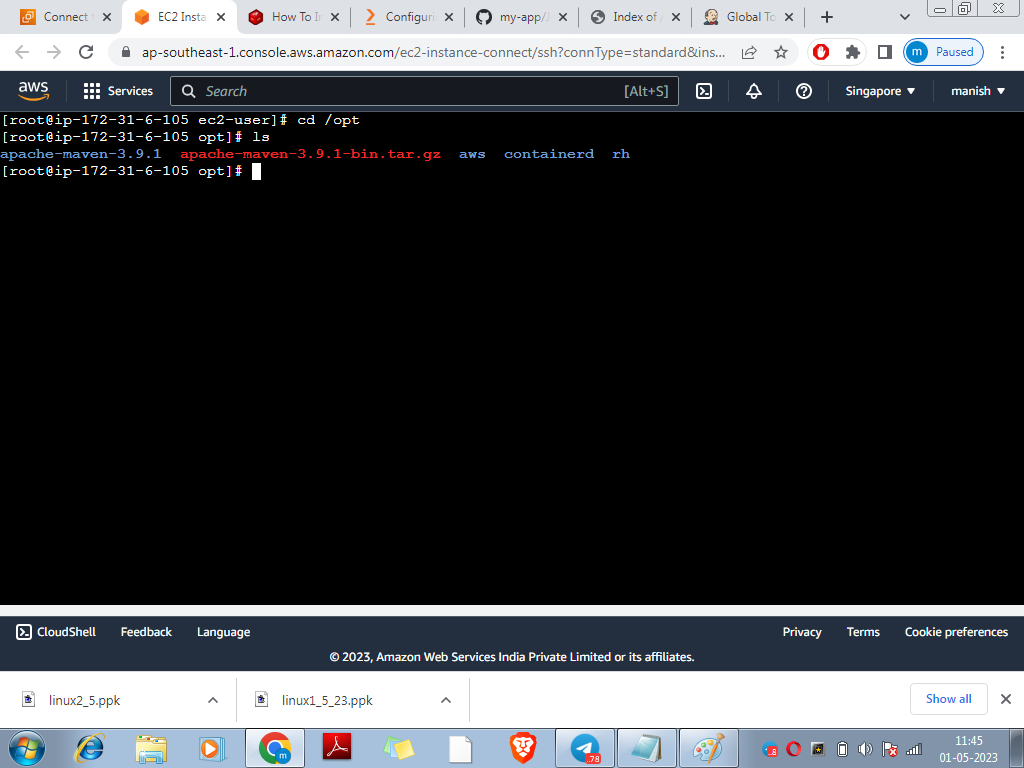 Connect
EC2 Insta
How To I
Configuri
my-app/
Index of
Global To
ap-southeast-1.console.aws.amazon.com/ec2-instance-connect/ssh?connType=standard&ins...
m Paused
aws
Services
Search
[Alt+S]
Singapore
manish
[root@ip-172-31-6-105 ec2-user]# cd /opt
[root@ip-172-31-6-105 opt]# ls
apache-maven-3.9.1 apache-maven-3.9.1-bin.tar.gz aws containerd rh
[root@ip-172-31-6-105 opt]#
CloudShell Feedback Language Privacy Terms Cookie preferences
© 2023, Amazon Web Services India Private Limited or its affiliates.
linux2_5.ppk
linux1_5_23.ppk
Show all
m
.78
11:45
01-05-2023